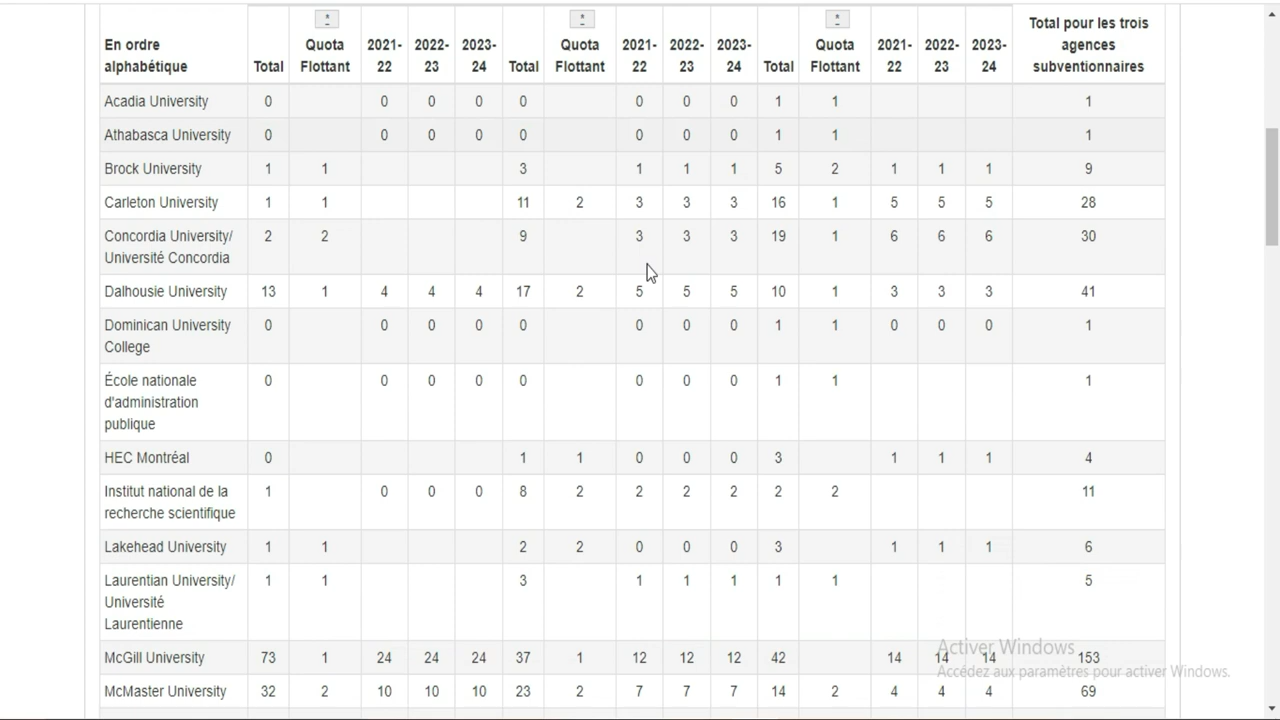 En ordre alphabétique Total * Quota Flottant 2021-22 2022-23 2023-24 Total * Quota Flottant 2021-22 2022-23 2023-24 Total * Quota Flottant 2021-22 2022-23 2023-24 Total pour les trois agences subventionnaires
Acadia University 0 0 0 0 0 0 0 0 1 1 1
Athabasca University 0 0 0 0 0 0 0 0 1 1 1
Brock University 1 1 3 1 1 1 5 2 1 1 1 9
Carleton University 1 1 11 2 3 3 3 16 1 5 5 5 28
Concordia University/ Université Concordia 2 2 9 3 3 3 19 1 6 6 6 30
Dalhousie University 13 1 4 4 4 17 2 5 5 5 10 1 3 3 3 41
Dominican University College 0 0 0 0 0 0 0 0 1 1 0 0 0 1
École nationale d'administration publique 0 0 0 0 0 0 0 0 1 1 1
HEC Montréal 0 1 1 0 0 0 3 1 1 1 4
Institut national de la recherche scientifique 1 0 0 0 8 2 2 2 2 2 2 11
Lakehead University 1 1 2 2 0 0 0 3 1 1 1 6
Laurentian University/ Université Laurentienne 1 1 3 1 1 1 1 1 5
McGill University 73 1 24 24 24 37 1 12 12 12 42 14 14 14 153
McMaster University 32 2 10 10 10 23 2 7 7 7 14 2 4 4 4 69
Activer Windows
Accédez aux paramètres pour activer Windows.